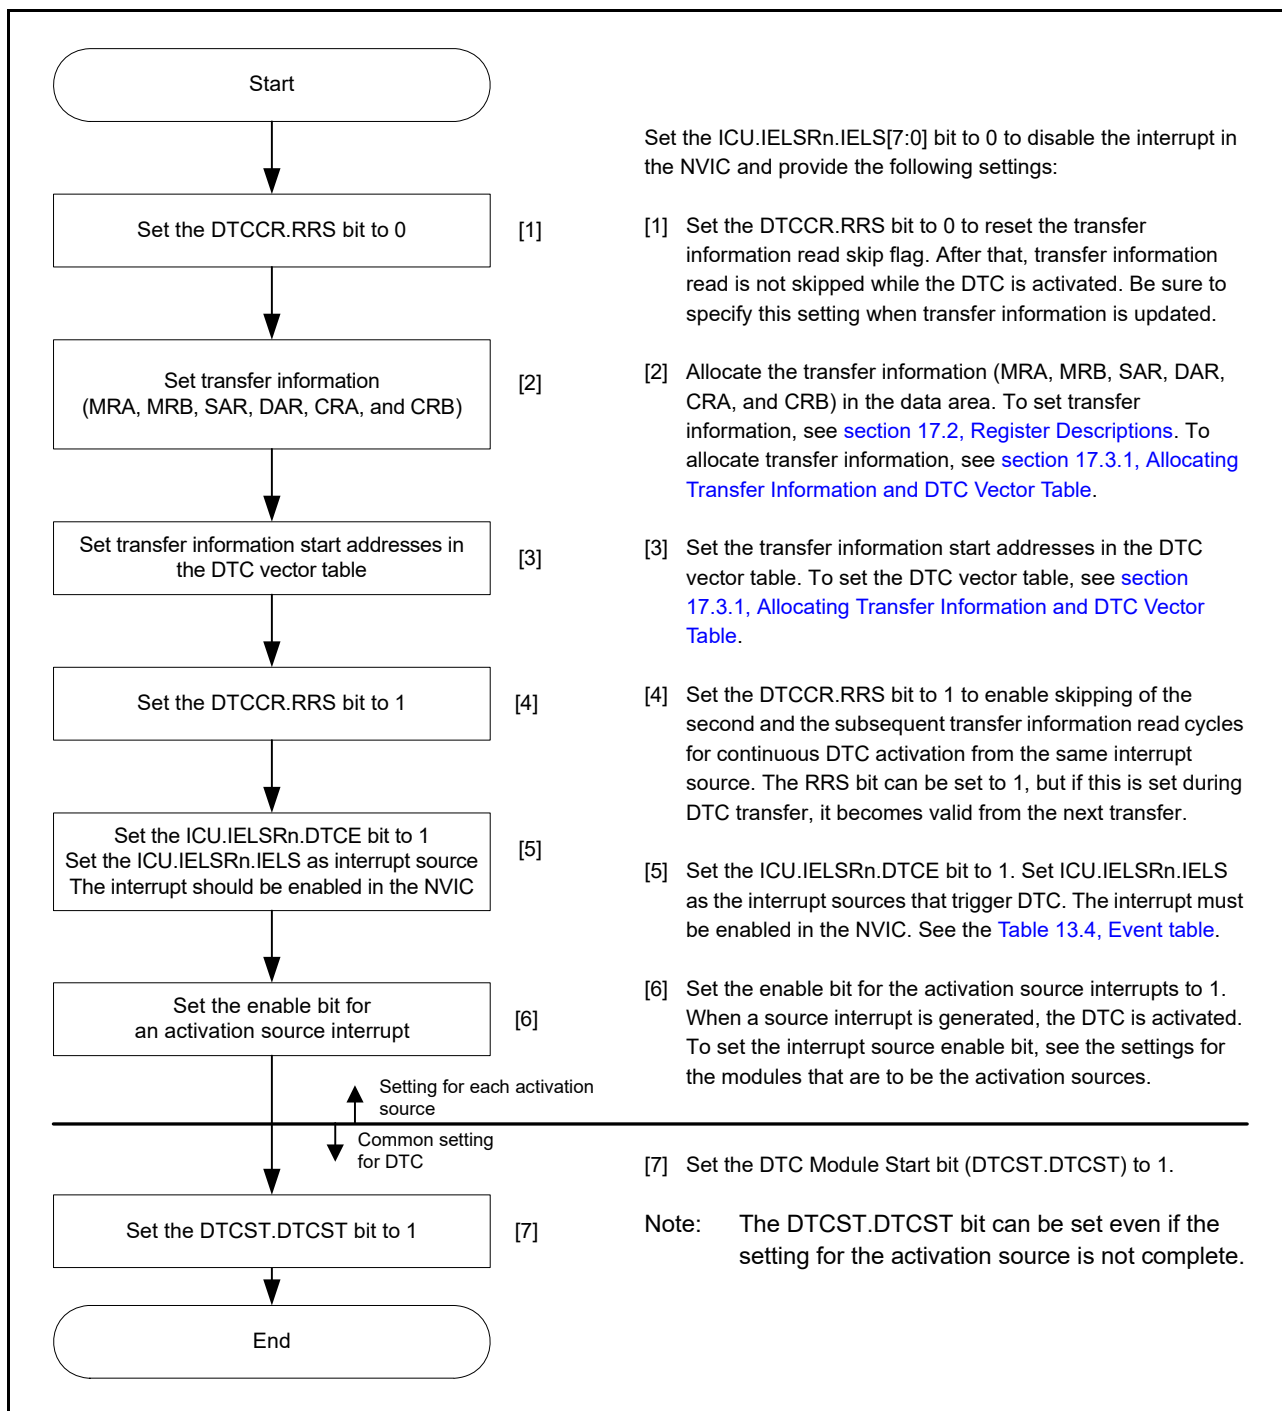 Start
Set the DTCCR.RRS bit to 0
[1]
Set transfer information
(MRA, MRB, SAR, DAR, CRA, and CRB)
[2]
Set transfer information start addresses in
the DTC vector table
[3]
Set the DTCCR.RRS bit to 1
[4]
Set the ICU.IELSRn.DTCE bit to 1
Set the ICU.IELSRn.IELS as interrupt source
The interrupt should be enabled in the NVIC
[5]
Set the enable bit for
an activation source interrupt
[6]
Setting for each activation
source
Common setting
for DTC
Set the DTCST.DTCST bit to 1
[7]
End
Set the ICU.IELSRn.IELS[7:0] bit to 0 to disable the interrupt in
the NVIC and provide the following settings:
[1] Set the DTCCR.RRS bit to 0 to reset the transfer
information read skip flag. After that, transfer information
read is not skipped while the DTC is activated. Be sure to
specify this setting when transfer information is updated.
[2] Allocate the transfer information (MRA, MRB, SAR, DAR,
CRA, and CRB) in the data area. To set transfer
information, see section 17.2, Register Descriptions. To
allocate transfer information, see section 17.3.1, Allocating
Transfer Information and DTC Vector Table.
[3] Set the transfer information start addresses in the DTC
vector table. To set the DTC vector table, see section
17.3.1, Allocating Transfer Information and DTC Vector
Table.
[4] Set the DTCCR.RRS bit to 1 to enable skipping of the
second and the subsequent transfer information read cycles
for continuous DTC activation from the same interrupt
source. The RRS bit can be set to 1, but if this is set during
DTC transfer, it becomes valid from the next transfer.
[5] Set the ICU.IELSRn.DTCE bit to 1. Set ICU.IELSRn.IELS
as the interrupt sources that trigger DTC. The interrupt must
be enabled in the NVIC. See the Table 13.4, Event table.
[6] Set the enable bit for the activation source interrupts to 1.
When a source interrupt is generated, the DTC is activated.
To set the interrupt source enable bit, see the settings for
the modules that are to be the activation sources.
[7] Set the DTC Module Start bit (DTCST.DTCST) to 1.
Note: The DTCST.DTCST bit can be set even if the
setting for the activation source is not complete.